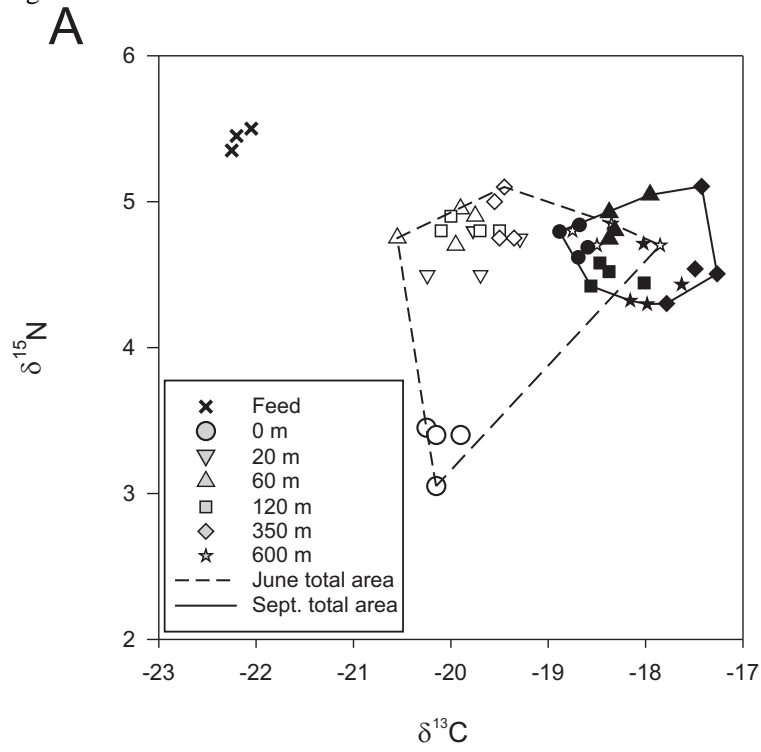 A
6
5
4
3
2
δ15N
Feed
0 m
20 m
60 m
120 m
350 m
600 m
June total area
Sept. total area
-23 -22 -21 -20 -19 -18 -17
δ13C